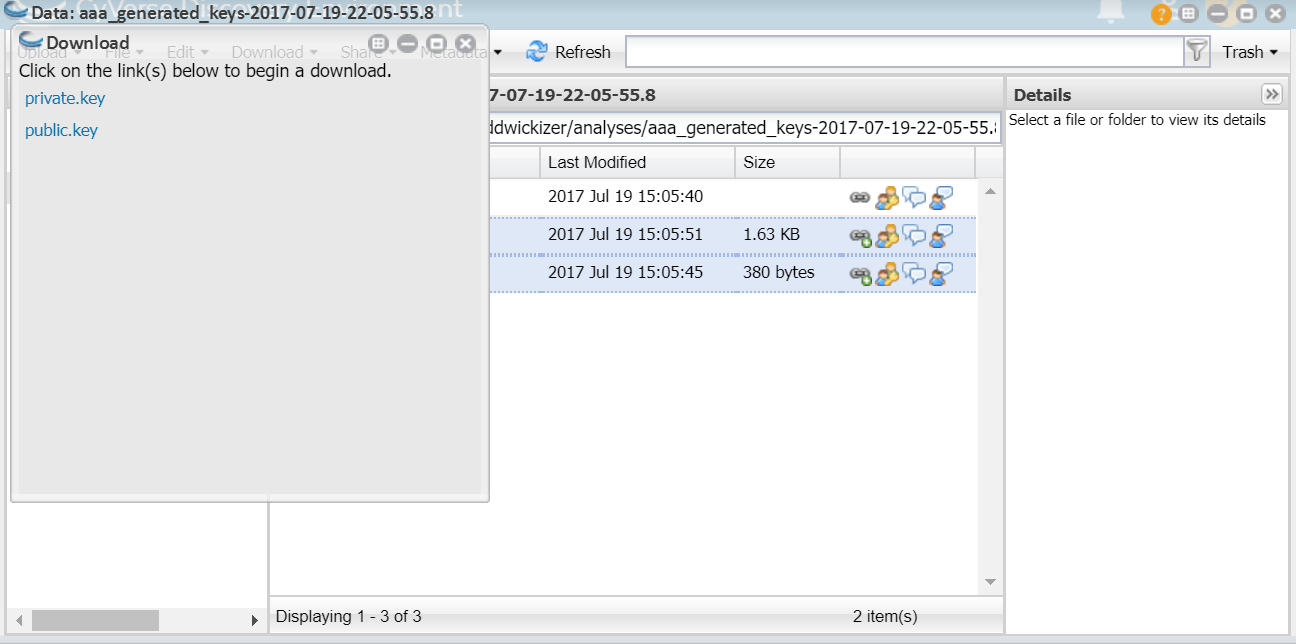 Data: aaa_generated_keys-2017-07-19-22-05-55.8
Download
Upload File Edit Download Share Metadata Refresh Trash
Click on the link(s) below to begin a download.
private.key
public.key
7-07-19-22-05-55.8
Details
ddwickizer/analyses/aaa_generated_keys-2017-07-19-22-05-55.
Select a file or folder to view its details
Last Modified Size
2017 Jul 19 15:05:40
2017 Jul 19 15:05:51 1.63 KB
2017 Jul 19 15:05:45 380 bytes
Displaying 1 - 3 of 3 2 item(s)